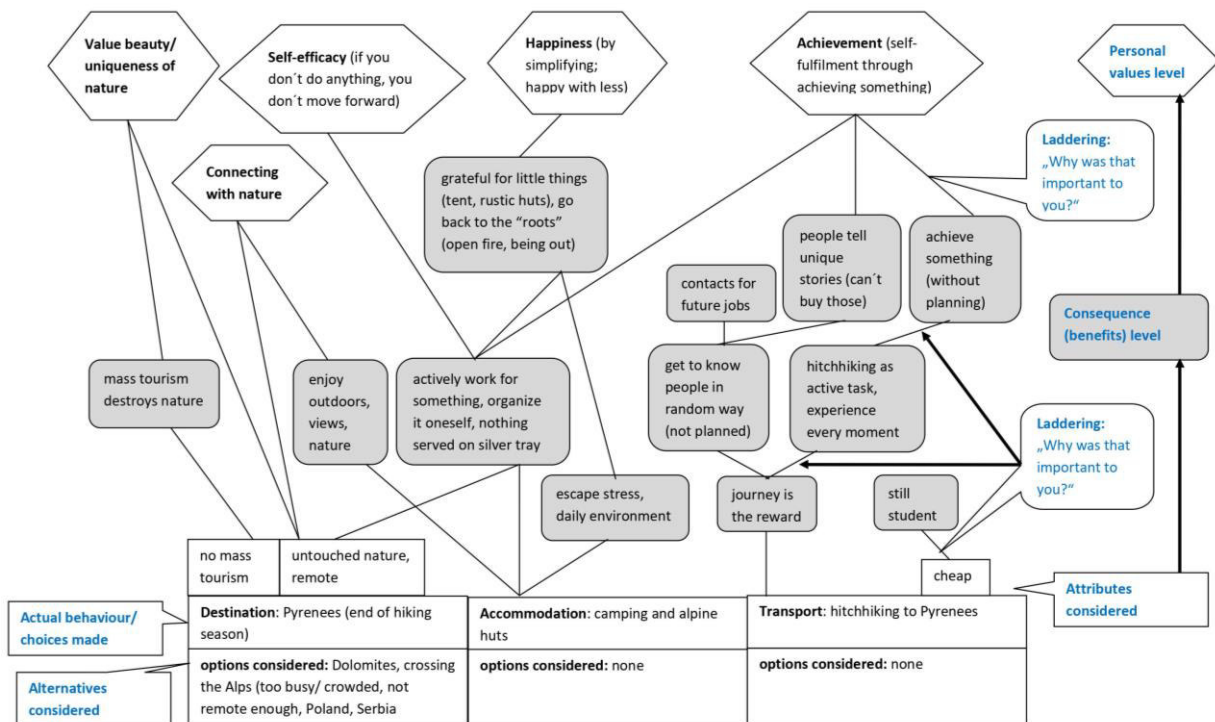 Value beauty/
uniqueness of
nature
Self-efficacy (if you
don´t do anything, you
don´t move forward)
Happiness (by
simplifying;
happy with less)
Achievement (self-
fulfilment through
achieving something)
Personal
values level
Connecting
with nature
grateful for little things
(tent, rustic huts), go
back to the “roots”
(open fire, being out)
Laddering:
„Why was that
important to
you?“
people tell
unique
stories (can´t
buy those)
achieve
something
(without
planning)
contacts for
future jobs
Consequence
(benefits) level
mass tourism
destroys nature
enjoy
outdoors,
views,
nature
actively work for
something, organize
it oneself, nothing
served on silver tray
get to know
people in
random way
(not planned)
hitchhiking as
active task,
experience
every moment
Laddering:
„Why was that
important to
you?“
escape stress,
daily environment
journey is
the reward
still
student
no mass
tourism
untouched nature,
remote
cheap
Attributes
considered
Actual behaviour/
choices made
Destination: Pyrenees (end of hiking
season)
Accommodation: camping and alpine
huts
Transport: hitchhiking to Pyrenees
Alternatives
considered
options considered: Dolomites, crossing
the Alps (too busy/ crowded, not
remote enough, Poland, Serbia
options considered: none
options considered: none